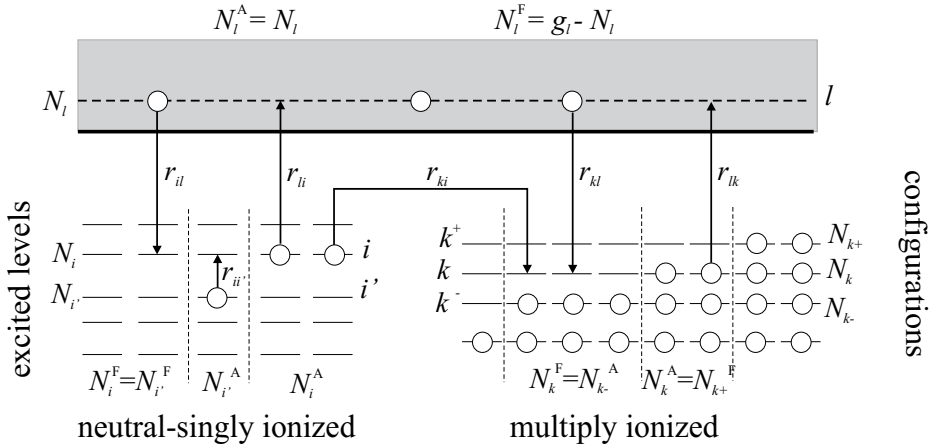 N_l^A = N_l
N_l^F = g_l - N_l
N_l
l
r_il
r_li
r_ki
r_kl
r_lk
excited levels
configurations
N_i
N_i'
r_ii'
i
i'
k+
k
k-
N_k+
N_k
N_k-
N_i^F=N_i'^F
N_i'^A
N_i^A
N_k^F=N_k-^A
N_k^A=N_k+^F
neutral-singly ionized
multiply ionized